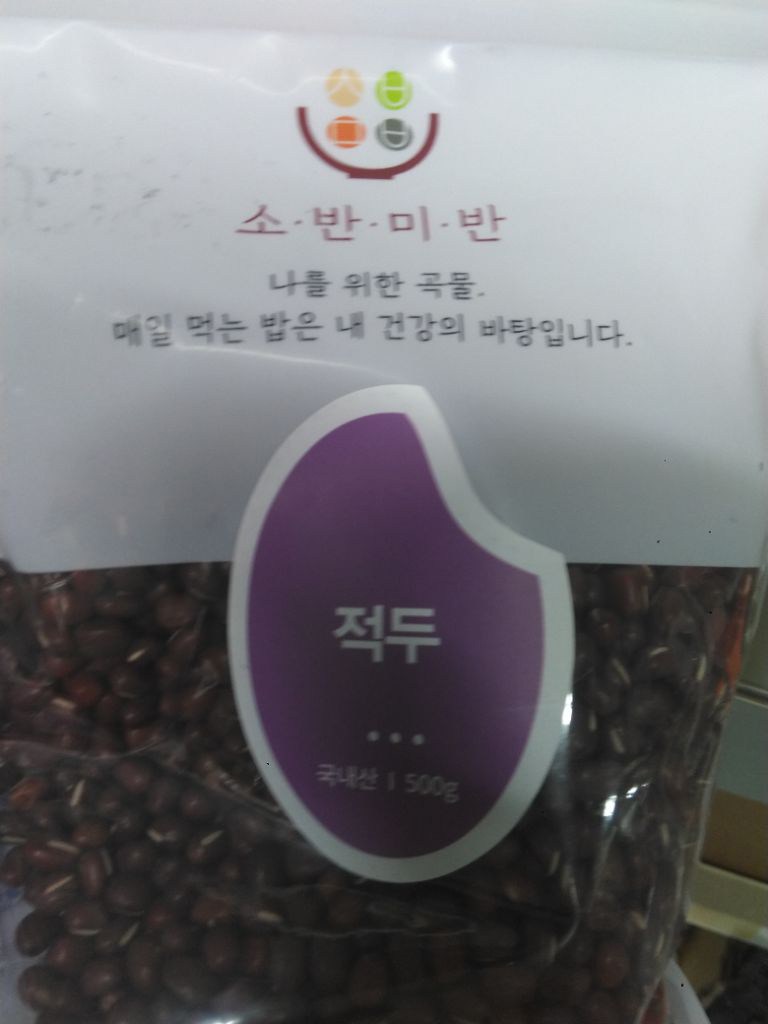 소·반·미·반
나를 위한 곡물.
매일 먹는 밥은 내 건강의 바탕입니다.
적두
국내산 | 500g